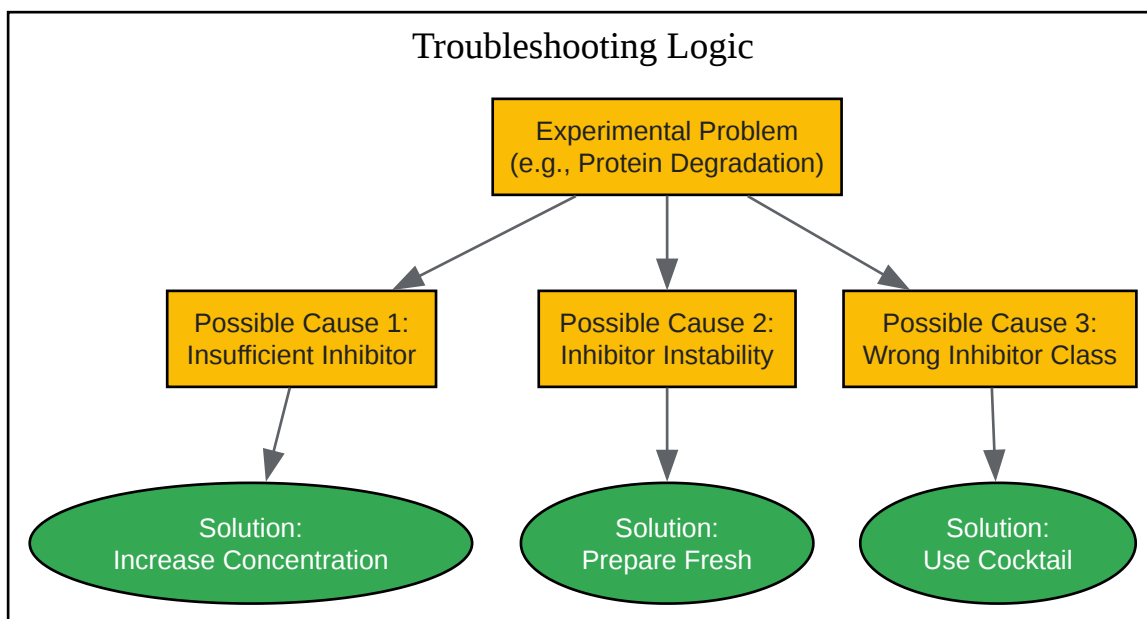 Troubleshooting Logic
Experimental Problem
(e.g., Protein Degradation)
Possible Cause 1:
Insufficient Inhibitor
Possible Cause 2:
Inhibitor Instability
Possible Cause 3:
Wrong Inhibitor Class
Solution:
Increase Concentration
Solution:
Prepare Fresh
Solution:
Use Cocktail